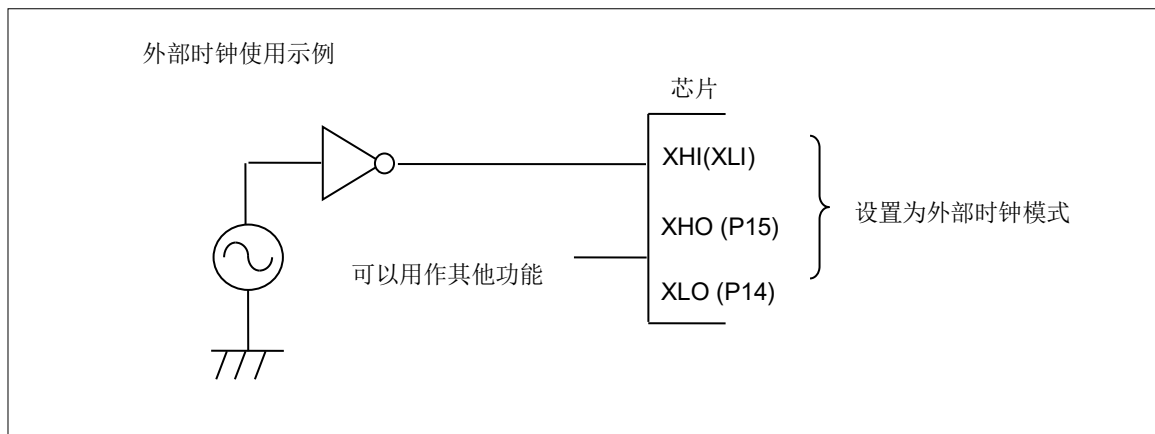 外部时钟使用示例
芯片
XHI(XLI)
XHO (P15)
设置为外部时钟模式
可以用作其他功能
XLO (P14)